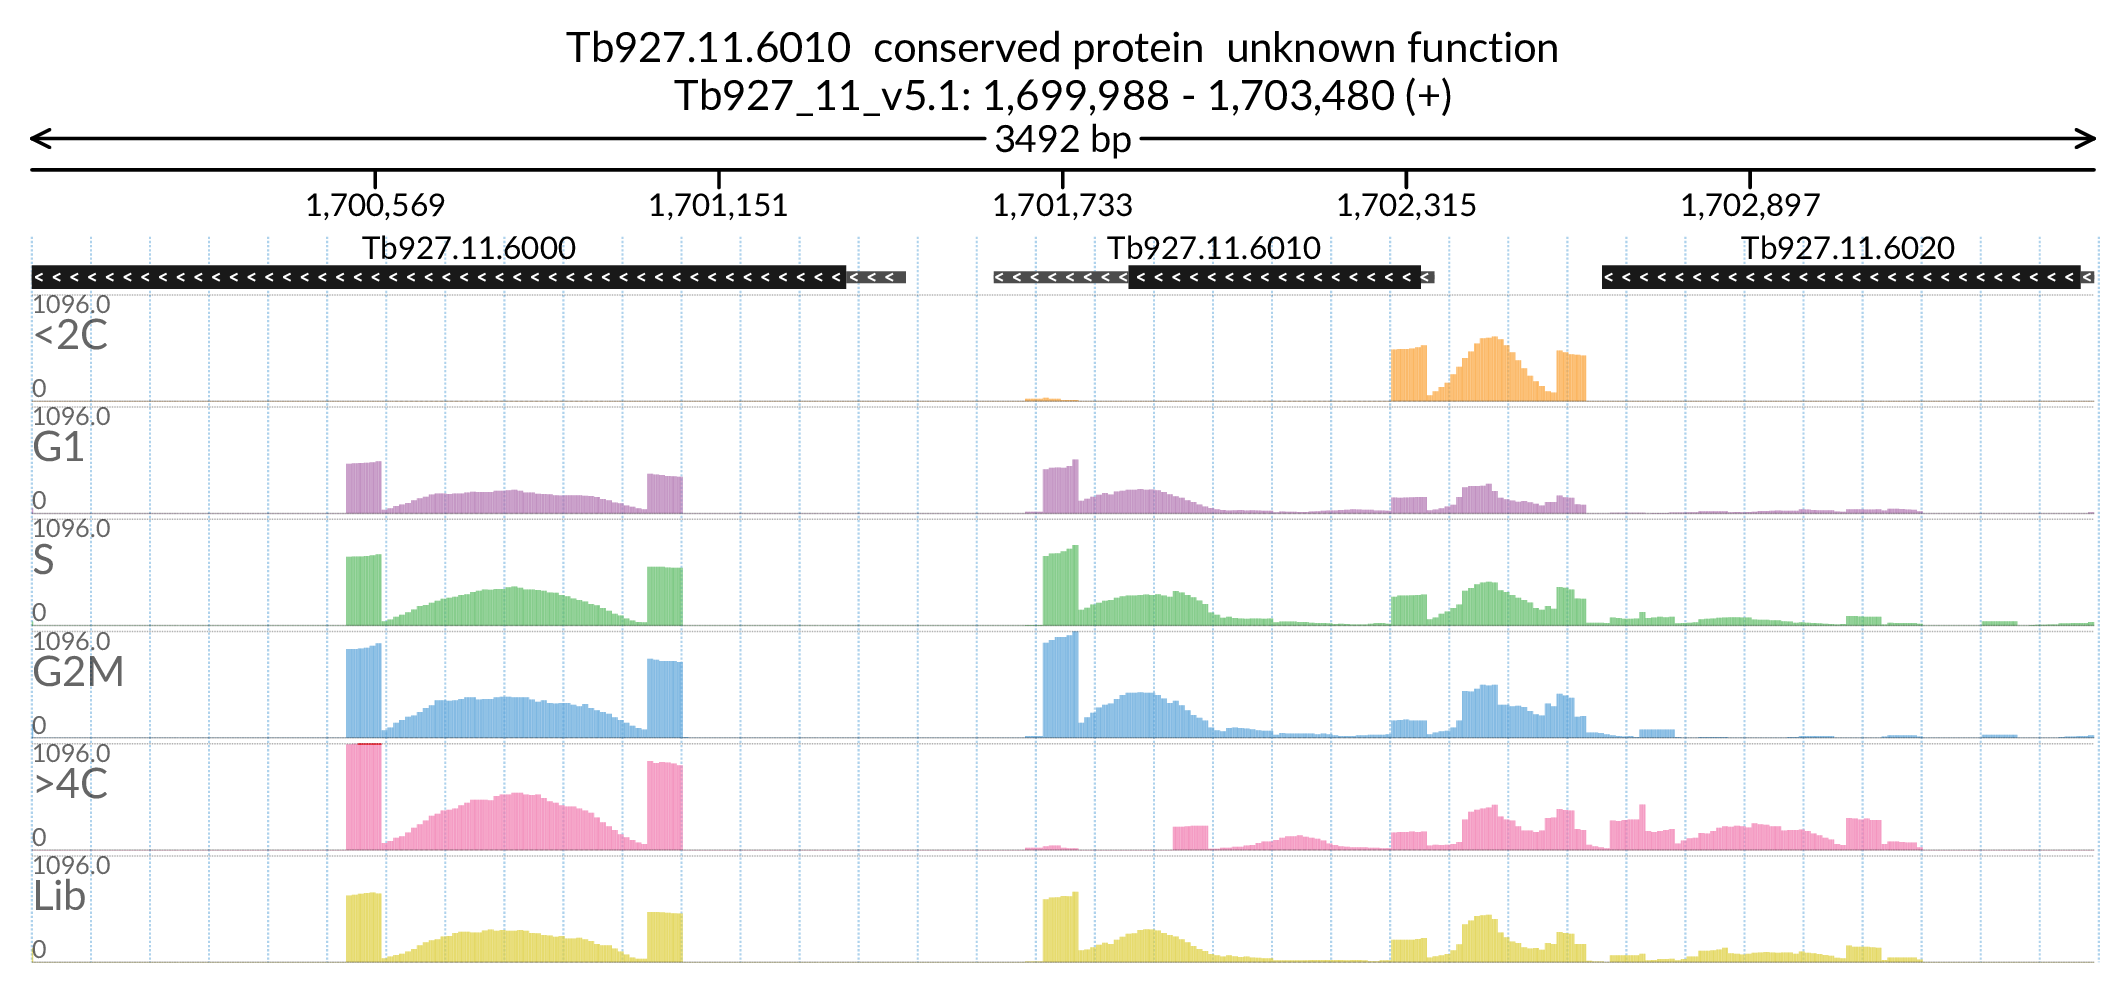 Tb927.11.6010  conserved protein  unknown function
Tb927_11_v5.1: 1,699,988 - 1,703,480 (+)
3492 bp
1,700,569 1,701,151 1,701,733 1,702,315 1,702,897
Tb927.11.6000 Tb927.11.6010 Tb927.11.6020
1096.0
<2C
0
1096.0
G1
0
1096.0
S
0
1096.0
G2M
0
1096.0
>4C
0
1096.0
Lib
0